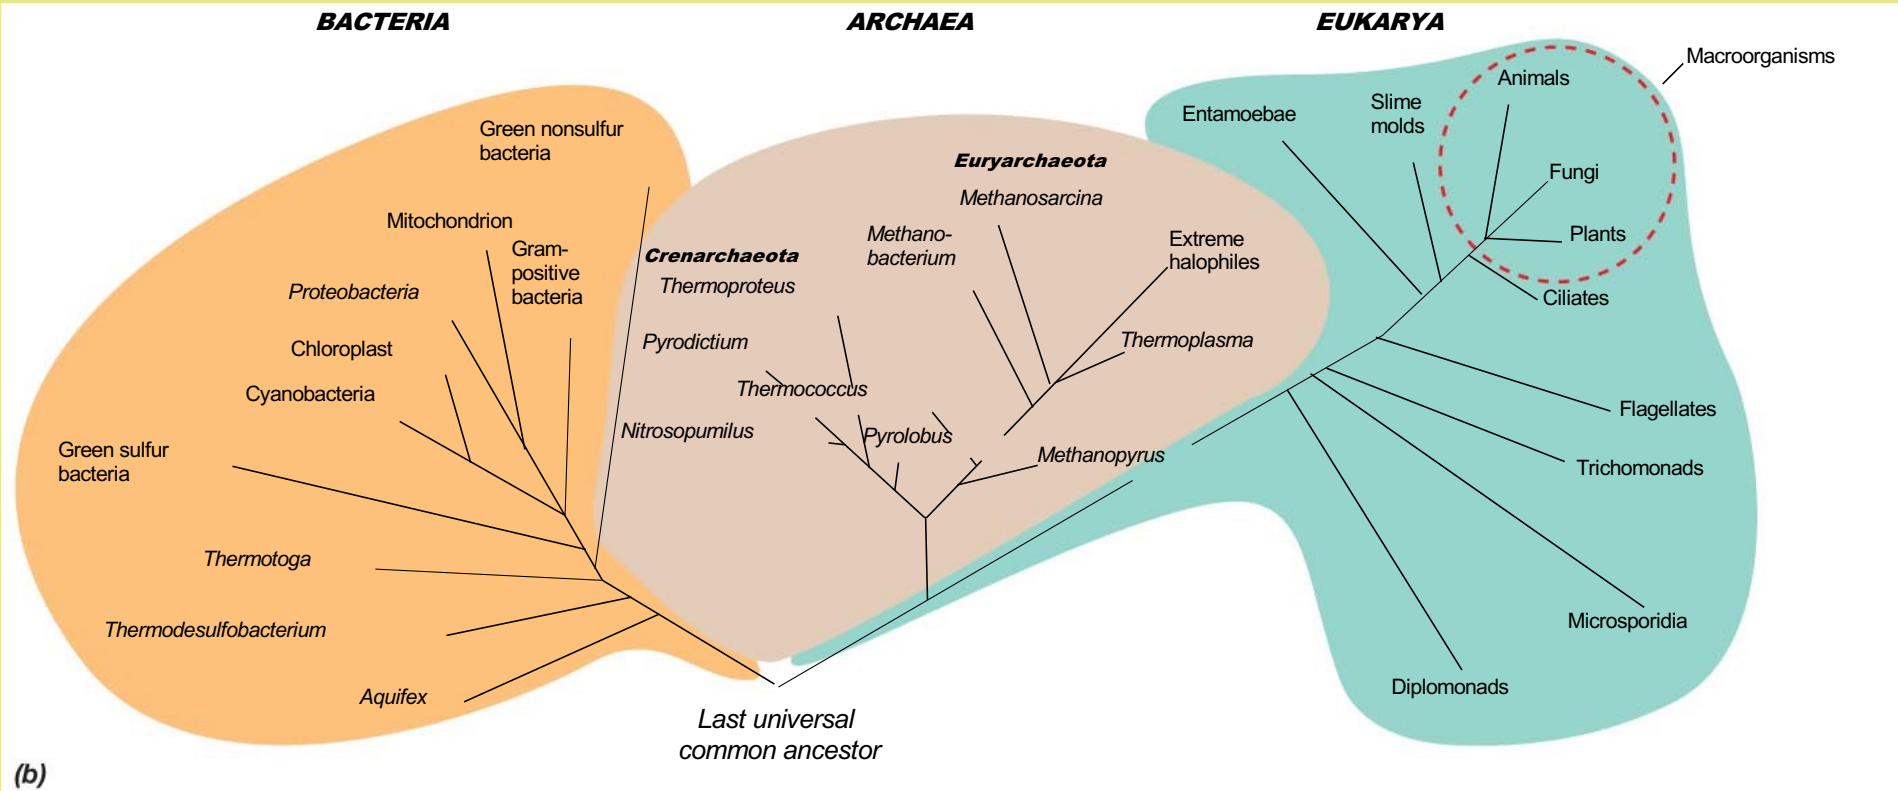 BACTERIA
ARCHAEA
EUKARYA
Macroorganisms
Green nonsulfur
bacteria
Mitochondrion
Gram-
positive
bacteria
Proteobacteria
Chloroplast
Cyanobacteria
Green sulfur
bacteria
Thermotoga
Thermodesulfobacterium
Aquifex
Crenarchaeota
Thermoproteus
Pyrodictium
Thermococcus
Nitrosopumilus
Pyrolobus
Euryarchaeota
Methanosarcina
Methano-
bacterium
Extreme
halophiles
Thermoplasma
Methanopyrus
Entamoebae
Slime
molds
Animals
Fungi
Plants
Ciliates
Flagellates
Trichomonads
Microsporidia
Diplomonads
Last universal
common ancestor
(b)